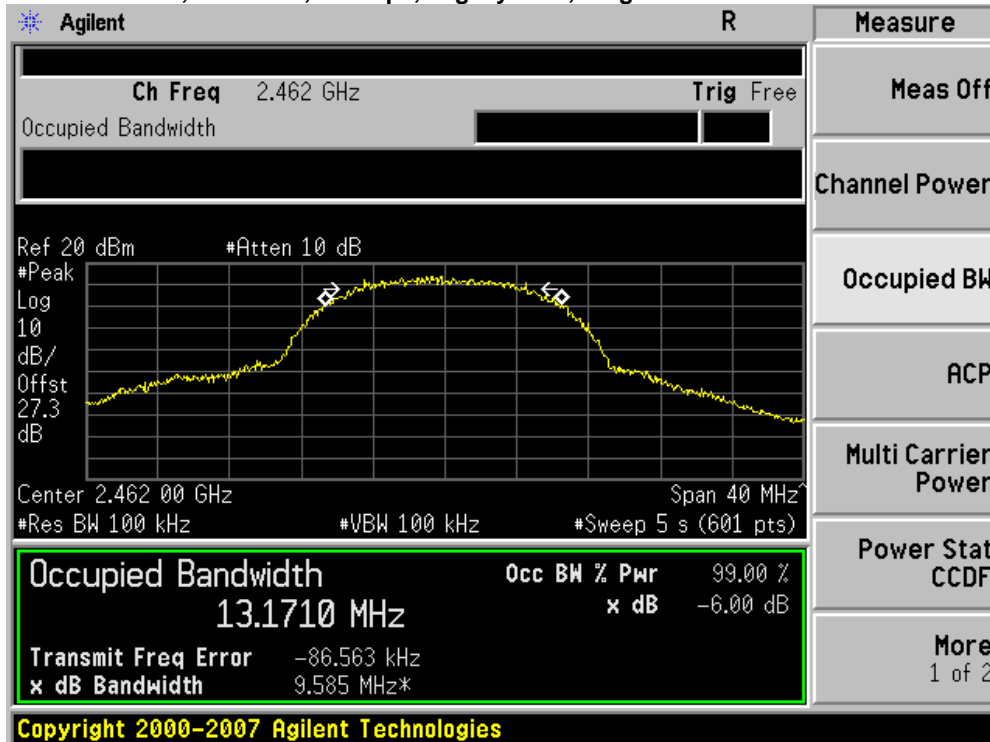 Agilent R Measure
Ch Freq 2.462 GHz Trig Free
Meas Off
Occupied Bandwidth
Channel Power
Ref 20 dBm #Atten 10 dB
#Peak
Log
10
dB/
Offst
27.3
dB
Occupied BW
ACP
Multi Carrier
Power
Center 2.462 00 GHz Span 40 MHz^
#Res BW 100 kHz #VBW 100 kHz #Sweep 5 s (601 pts)
Power Stat
CCDF
Occupied Bandwidth Occ BW % Pwr 99.00 %
13.1710 MHz x dB -6.00 dB
Transmit Freq Error -86.563 kHz
x dB Bandwidth 9.585 MHz*
More
1 of 2
Copyright 2000-2007 Agilent Technologies